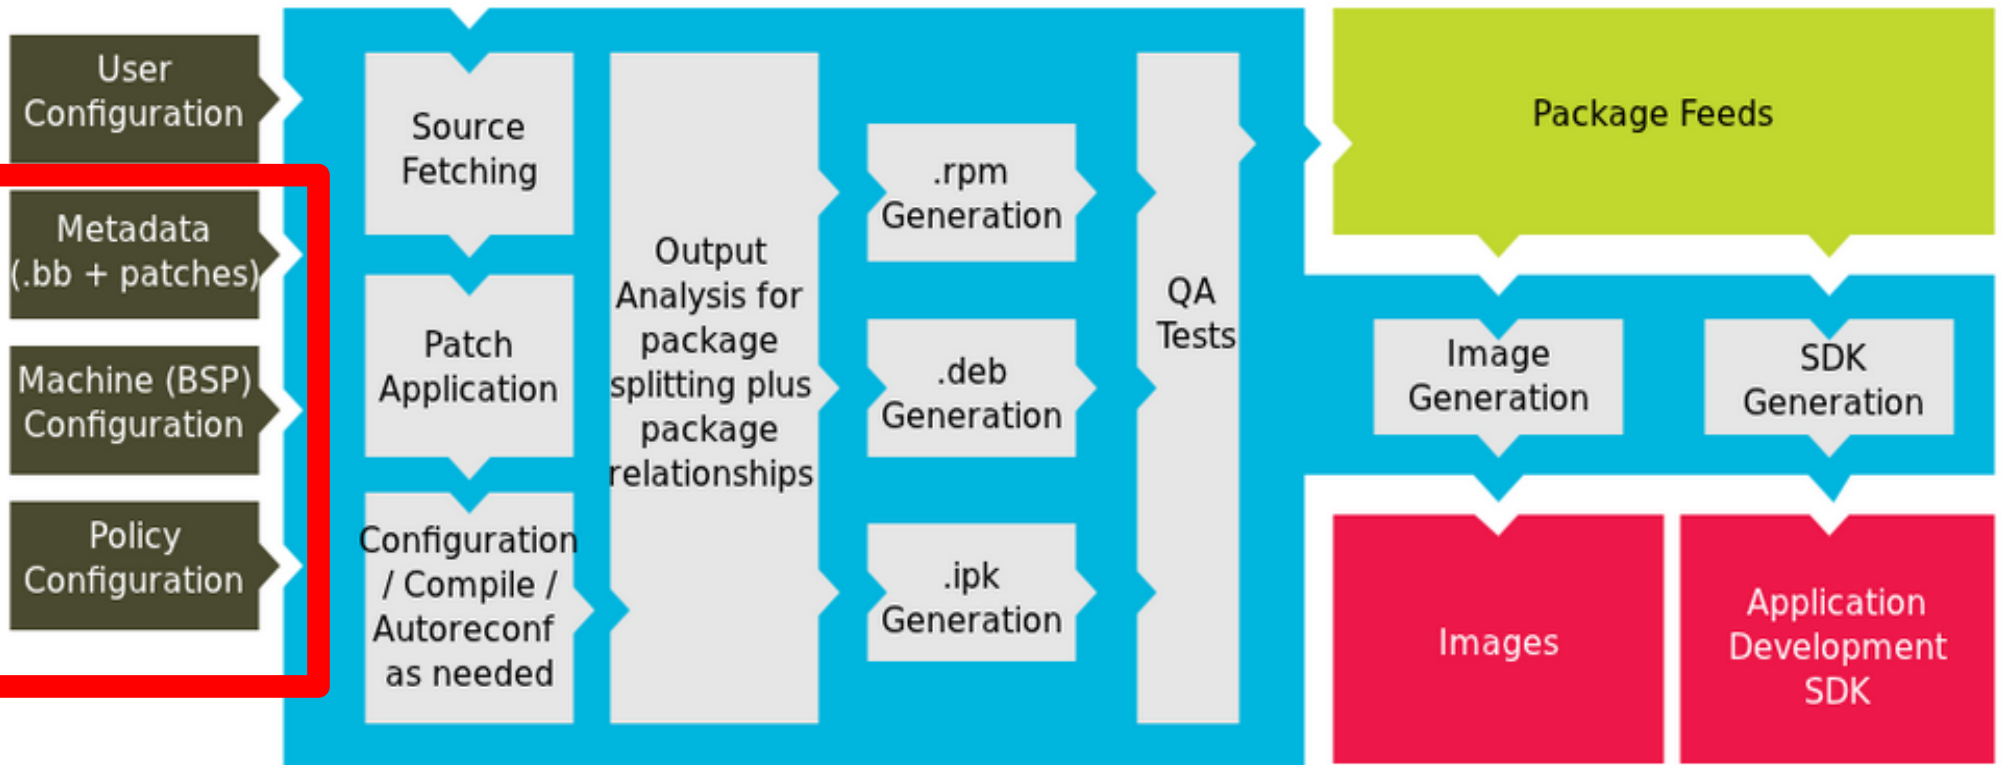 User
Configuration
Metadata
(.bb + patches)
Machine (BSP)
Configuration
Policy
Configuration
Source
Fetching
Patch
Application
Configuration
/ Compile /
Autoreconf
as needed
Output
Analysis for
package
splitting plus
package
relationships
.rpm
Generation
.deb
Generation
.ipk
Generation
QA
Tests
Package Feeds
Image
Generation
SDK
Generation
Images
Application
Development
SDK